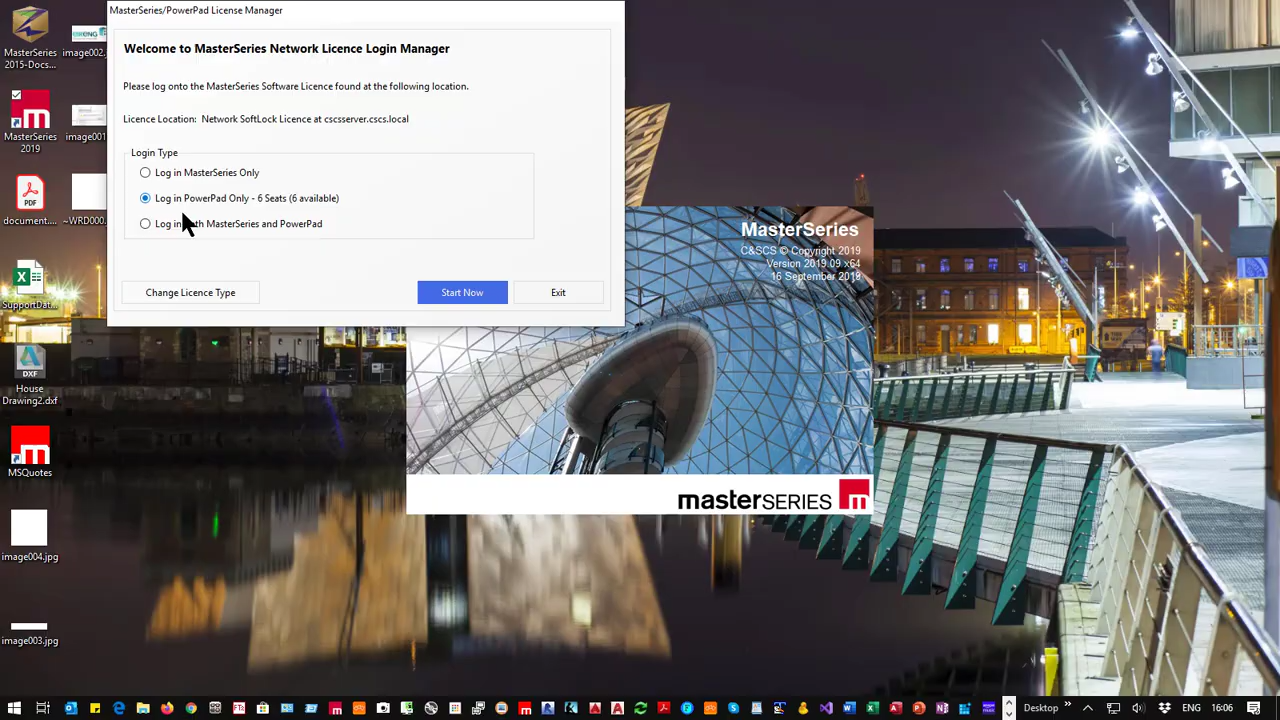 MasterSeries/PowerPad License Manager
Welcome to MasterSeries Network Licence Login Manager
Please log onto the MasterSeries Software Licence found at the following location.
Licence Location: Network SoftLock Licence at cscsserver.cscs.local
Login Type
Log in MasterSeries Only
Log in PowerPad Only - 6 Seats (6 available)
Log in MasterSeries and PowerPad
Change Licence Type
Start Now
Exit
MasterSeries
C&SCS © Copyright 2019
Version 2019.09 x64
16 September 2019
masterSERIES m
MasterSeries
2015-Docs...
image002.
MasterSeries
2019
image001
document....
~WRD000.
SupportDat...
DXF
House
Drawing2.dxf
MSQuotes
image004.jpg
image003.jpg
Desktop
ENG
16:06